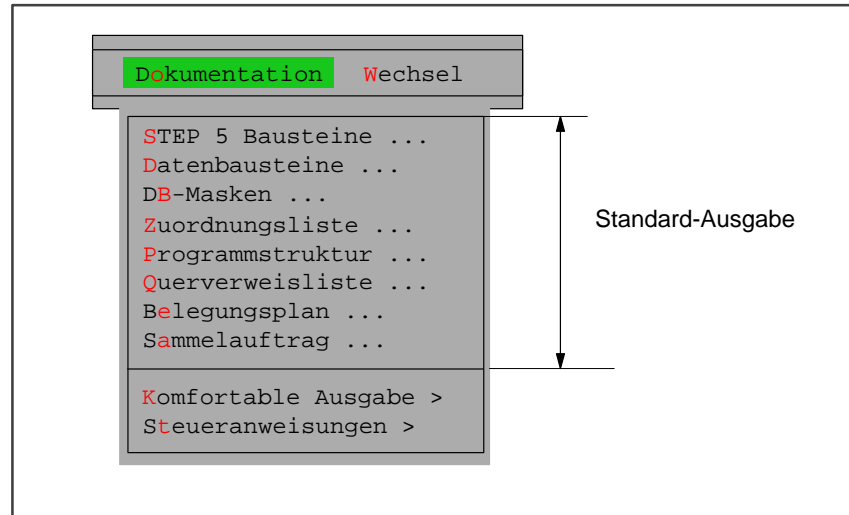 Dokumentation Wechsel
STEP 5 Bausteine ...
Datenbausteine ...
DB-Masken ...
Zuordnungsliste ...
Programmstruktur ...
Querverweisliste ...
Belegungsplan ...
Sammelauftrag ...
Standard-Ausgabe
Komfortable Ausgabe >
Steueranweisungen >